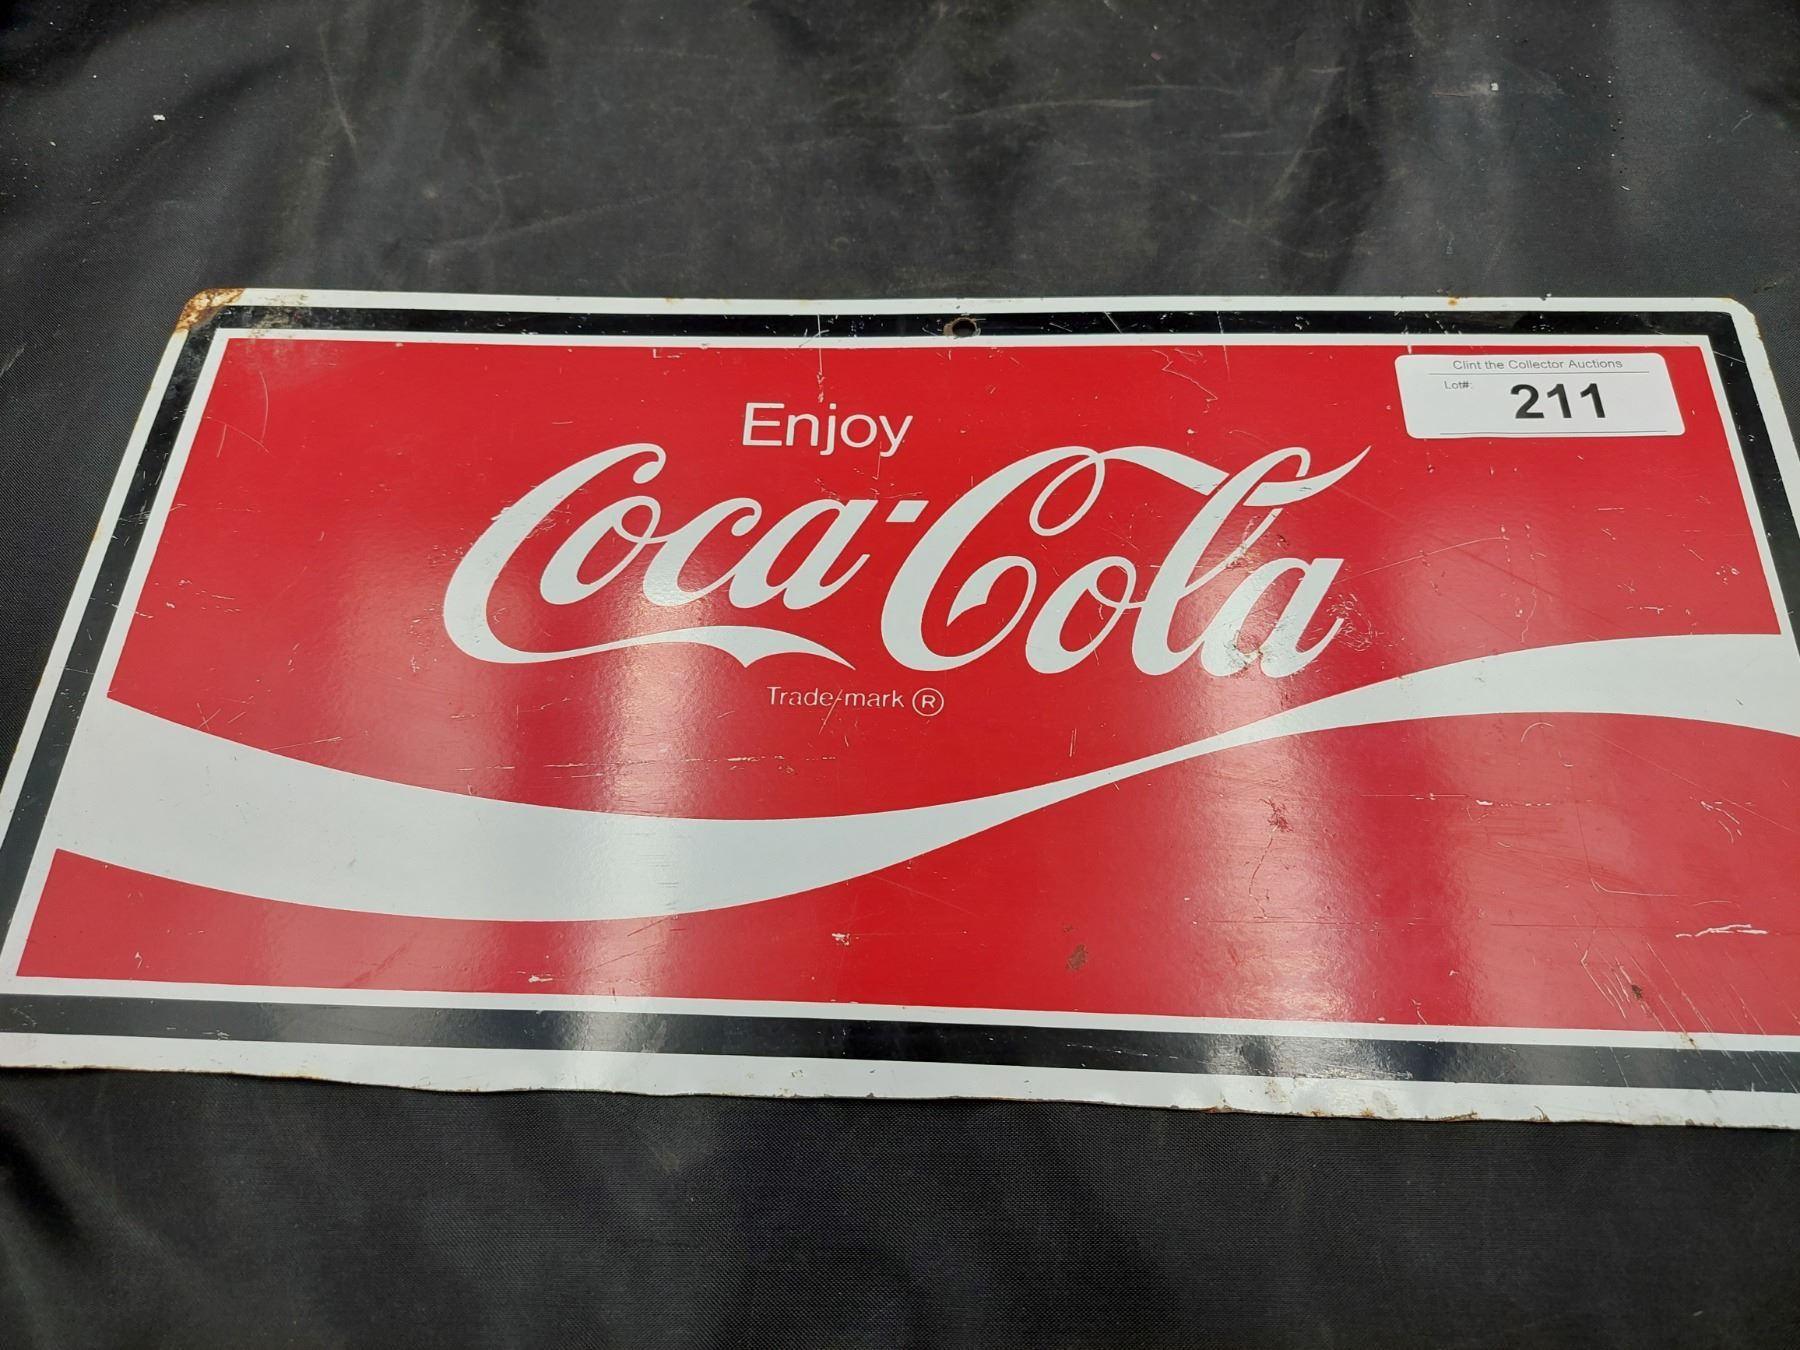 Clint the Collector Auctions
Lot#: 211
Enjoy
Coca-Cola
Trade-mark ®